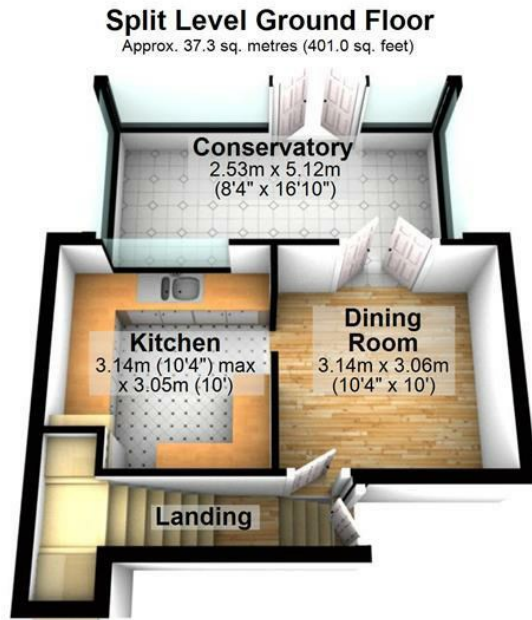 Split Level Ground Floor
Approx. 37.3 sq. metres (401.0 sq. feet)
Conservatory
2.53m x 5.12m
(8'4" x 16'10")
Kitchen
3.14m (10'4") max
x 3.05m (10')
Dining
Room
3.14m x 3.06m
(10'4" x 10')
Landing